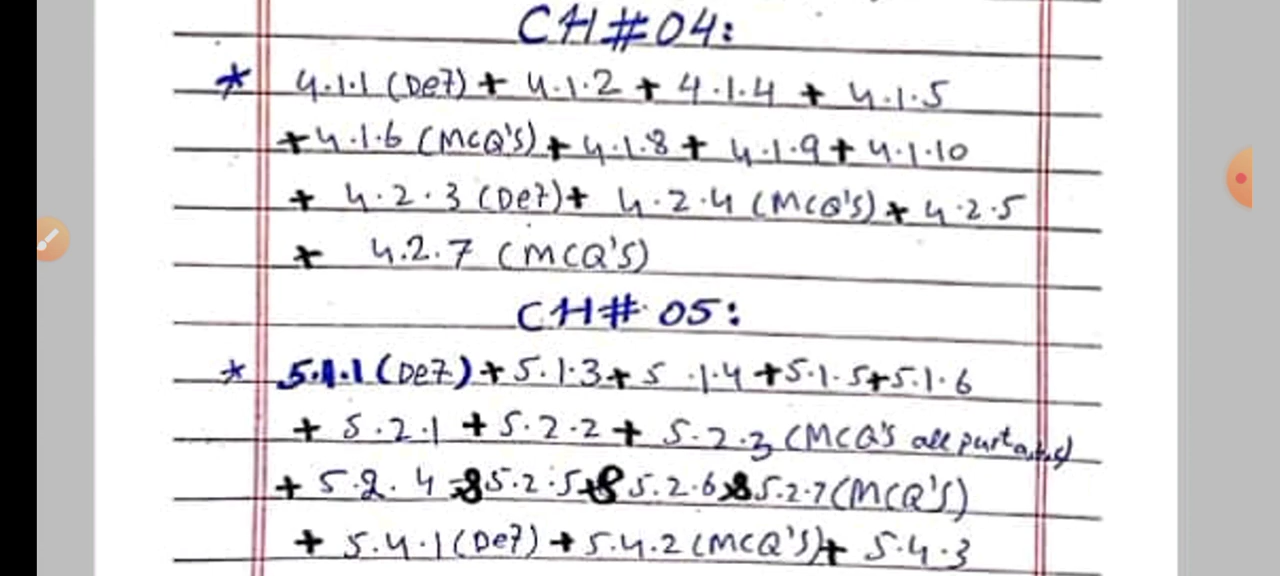 CH#04:
* 4.1.1 (Def) + 4.1.2 + 4.1.4 + 4.1.5
+4.1.6 (MCQ'S) + 4.1.8 + 4.1.9 + 4.1.10
+ 4.2.3 (Def) + 4.2.4 (MCQ'S) + 4.2.5
+ 4.2.7 (MCQ'S)
CH# 05:
* 5.1.1 (Def) + 5.1.3 + 5.1.4 + 5.1.5 + 5.1.6
+ 5.2.1 + 5.2.2 + 5.2.3 (MCQ'S all part
+ 5.2.4 & 5.2.5 & 5.2.6 & 5.2.7 (MCQ'S)
+ 5.4.1 (Def) + 5.4.2 (MCQ'S) + 5.4.3